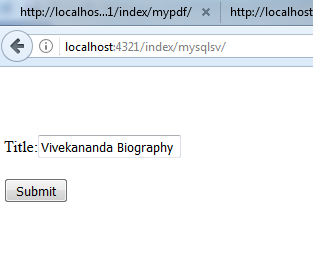 http://localhos...1/index/mypdf/ × http://localhost
localhost:4321/index/mysqlsv/
Title: Vivekananda Biography
Submit